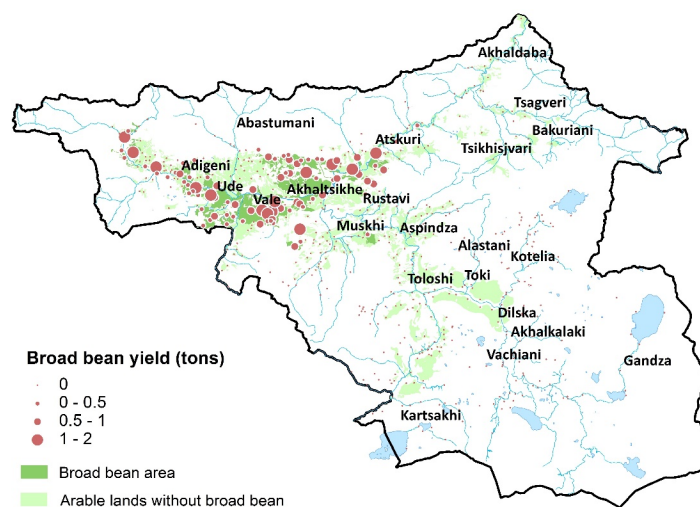 Akhaldaba
Tsagveri
Abastumani
Bakuriani
Atskuri
Tsikhisjvari
Adigeni
Ude
Akhaltsikhe
Vale
Rustavi
Muskhi
Aspindza
Alastani
Kotelia
Toloshi
Toki
Dilska
Akhalkalaki
Vachiani
Gandza
Kartsakhi
Broad bean yield (tons)
0
0 - 0.5
0.5 - 1
1 - 2
Broad bean area
Arable lands without broad bean